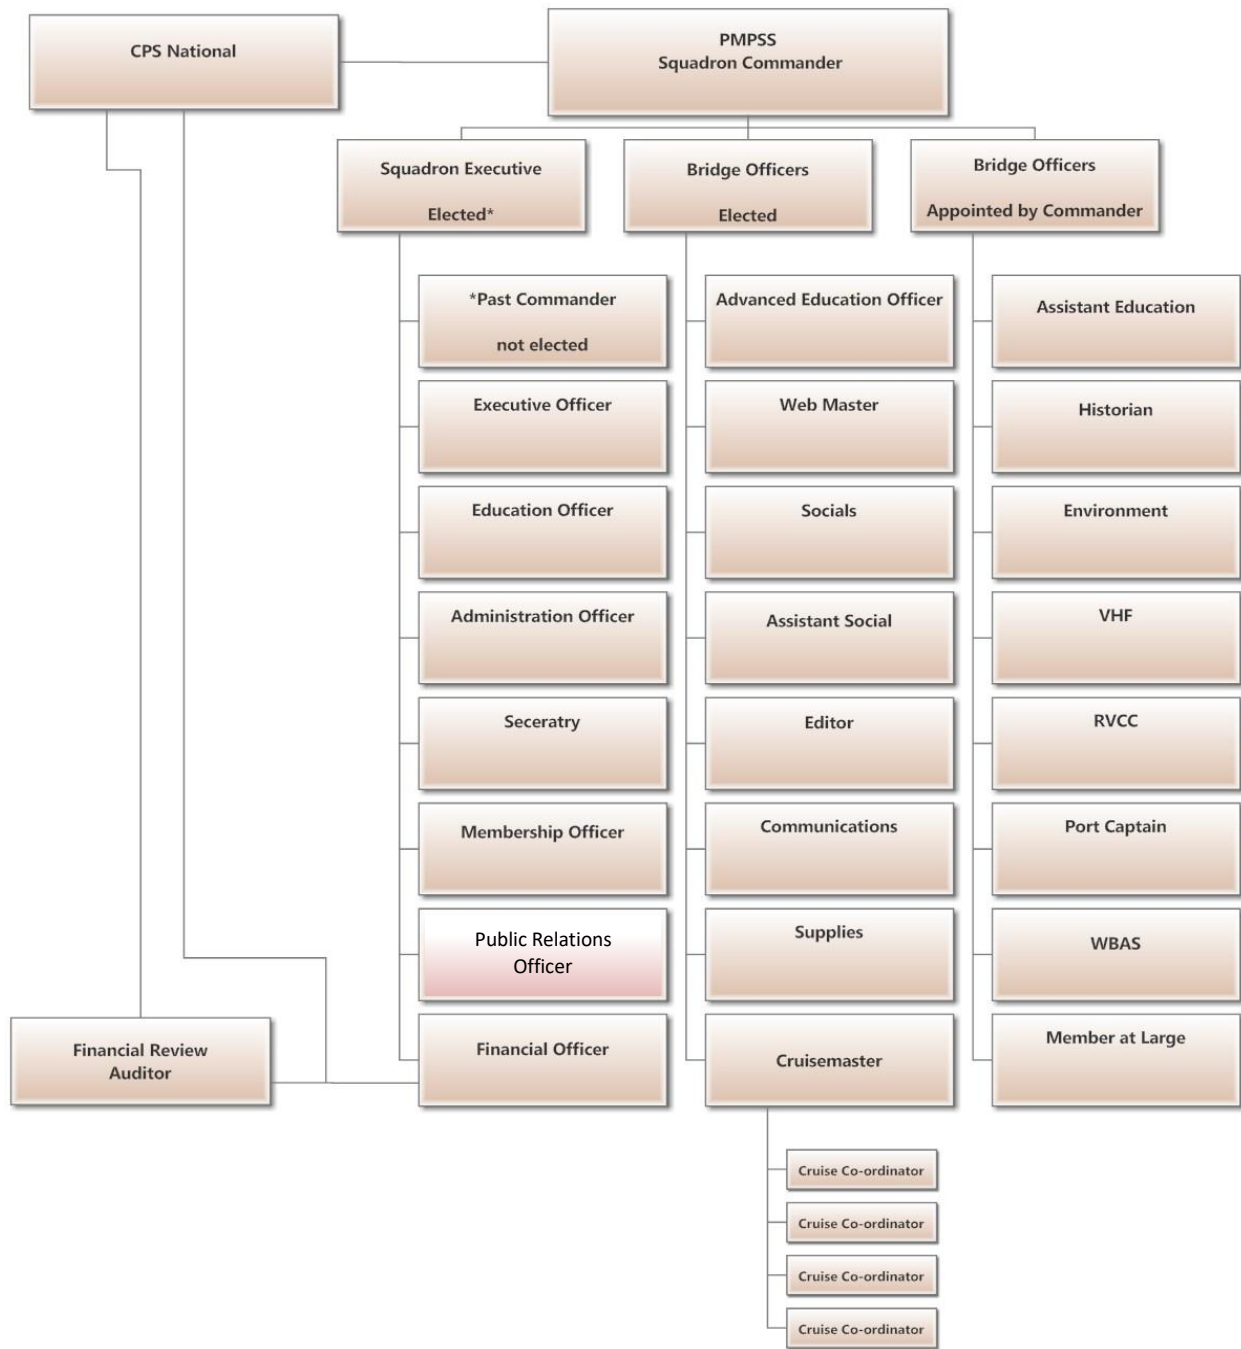 CPS National
PMPSS
Squadron Commander
Squadron Executive
Elected*
Bridge Officers
Elected
Bridge Officers
Appointed by Commander
*Past Commander
not elected
Executive Officer
Education Officer
Administration Officer
Seceratry
Membership Officer
Public Relations
Officer
Financial Officer
Financial Review
Auditor
Advanced Education Officer
Web Master
Socials
Assistant Social
Editor
Communications
Supplies
Cruisemaster
Cruise Co-ordinator
Cruise Co-ordinator
Cruise Co-ordinator
Cruise Co-ordinator
Assistant Education
Historian
Environment
VHF
RVCC
Port Captain
WBAS
Member at Large